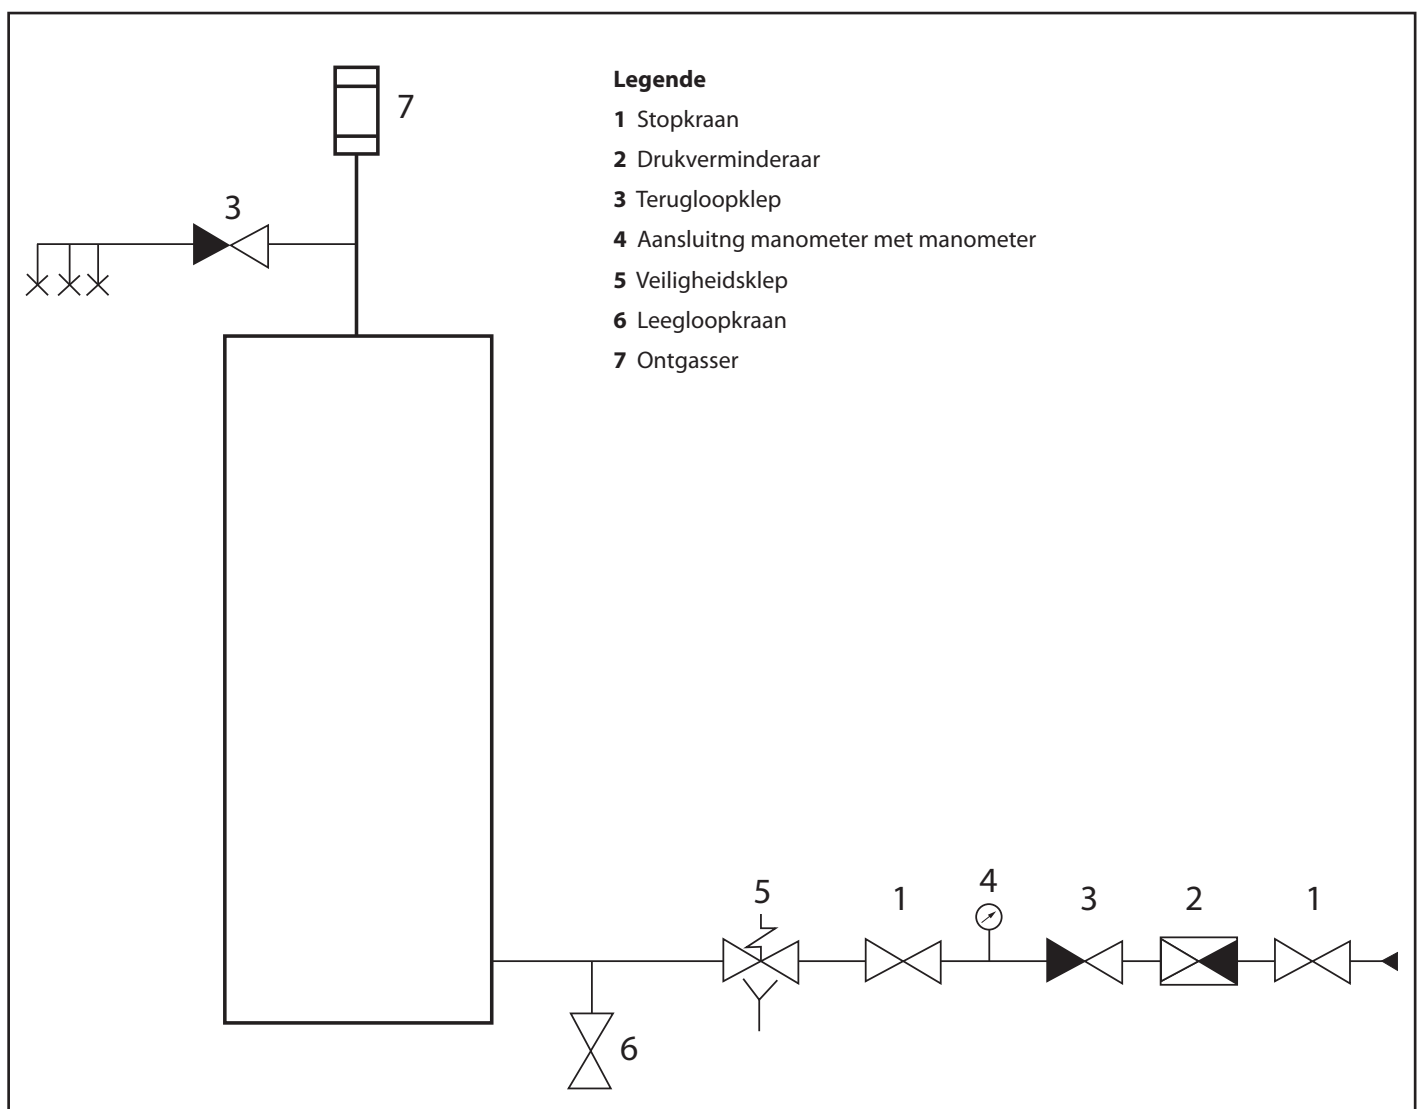 Legende
1 Stopkraan
2 Drukverminderaar
3 Terugloopklep
4 Aansluitng manometer met manometer
5 Veiligheidsklep
6 Leegloopkraan
7 Ontgasser
7
3
5 1 4 3 2 1
6